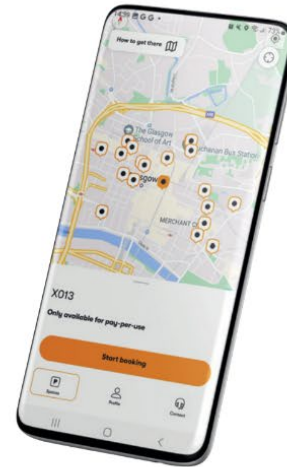 How to get there
The Glasgow
School of Art
Buchanan Bus Station
MERCHANT
X013
Only available for pay-per-use
Start booking
Spaces
Profile
Contact